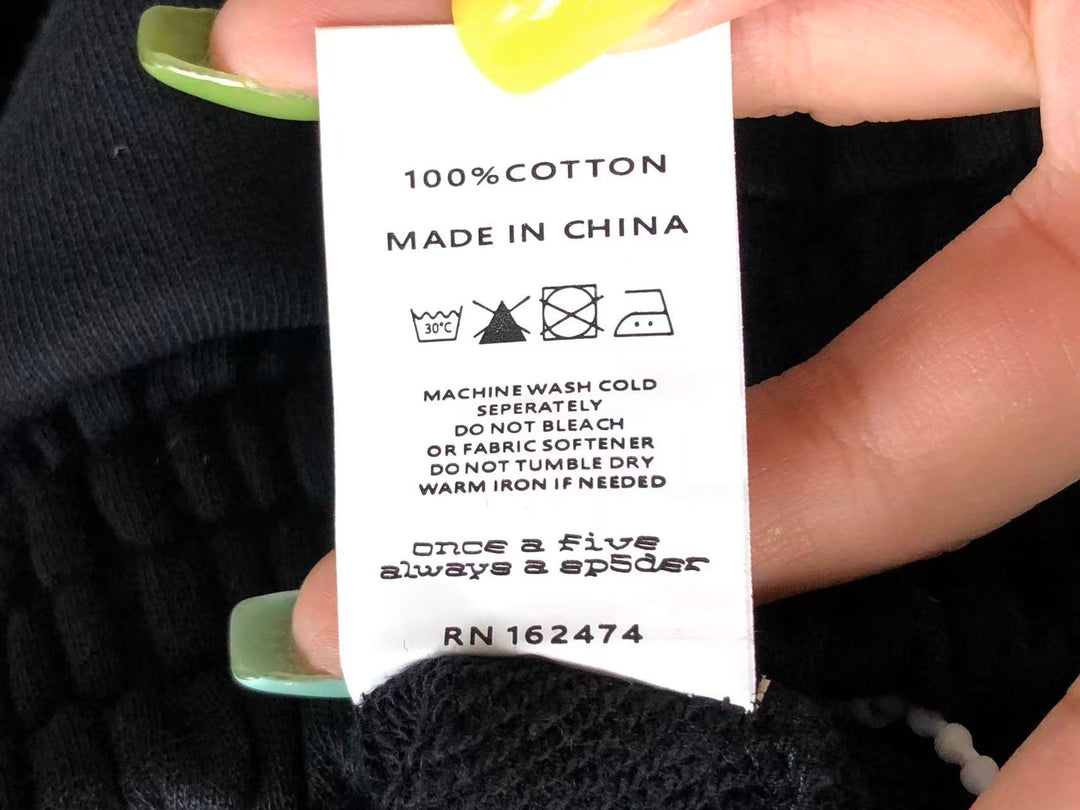 100% COTTON
MADE IN CHINA
30°C
MACHINE WASH COLD
SEPERATELY
DO NOT BLEACH
OR FABRIC SOFTENER
DO NOT TUMBLE DRY
WARM IRON IF NEEDED
once a five
always a sp5der
RN 162474